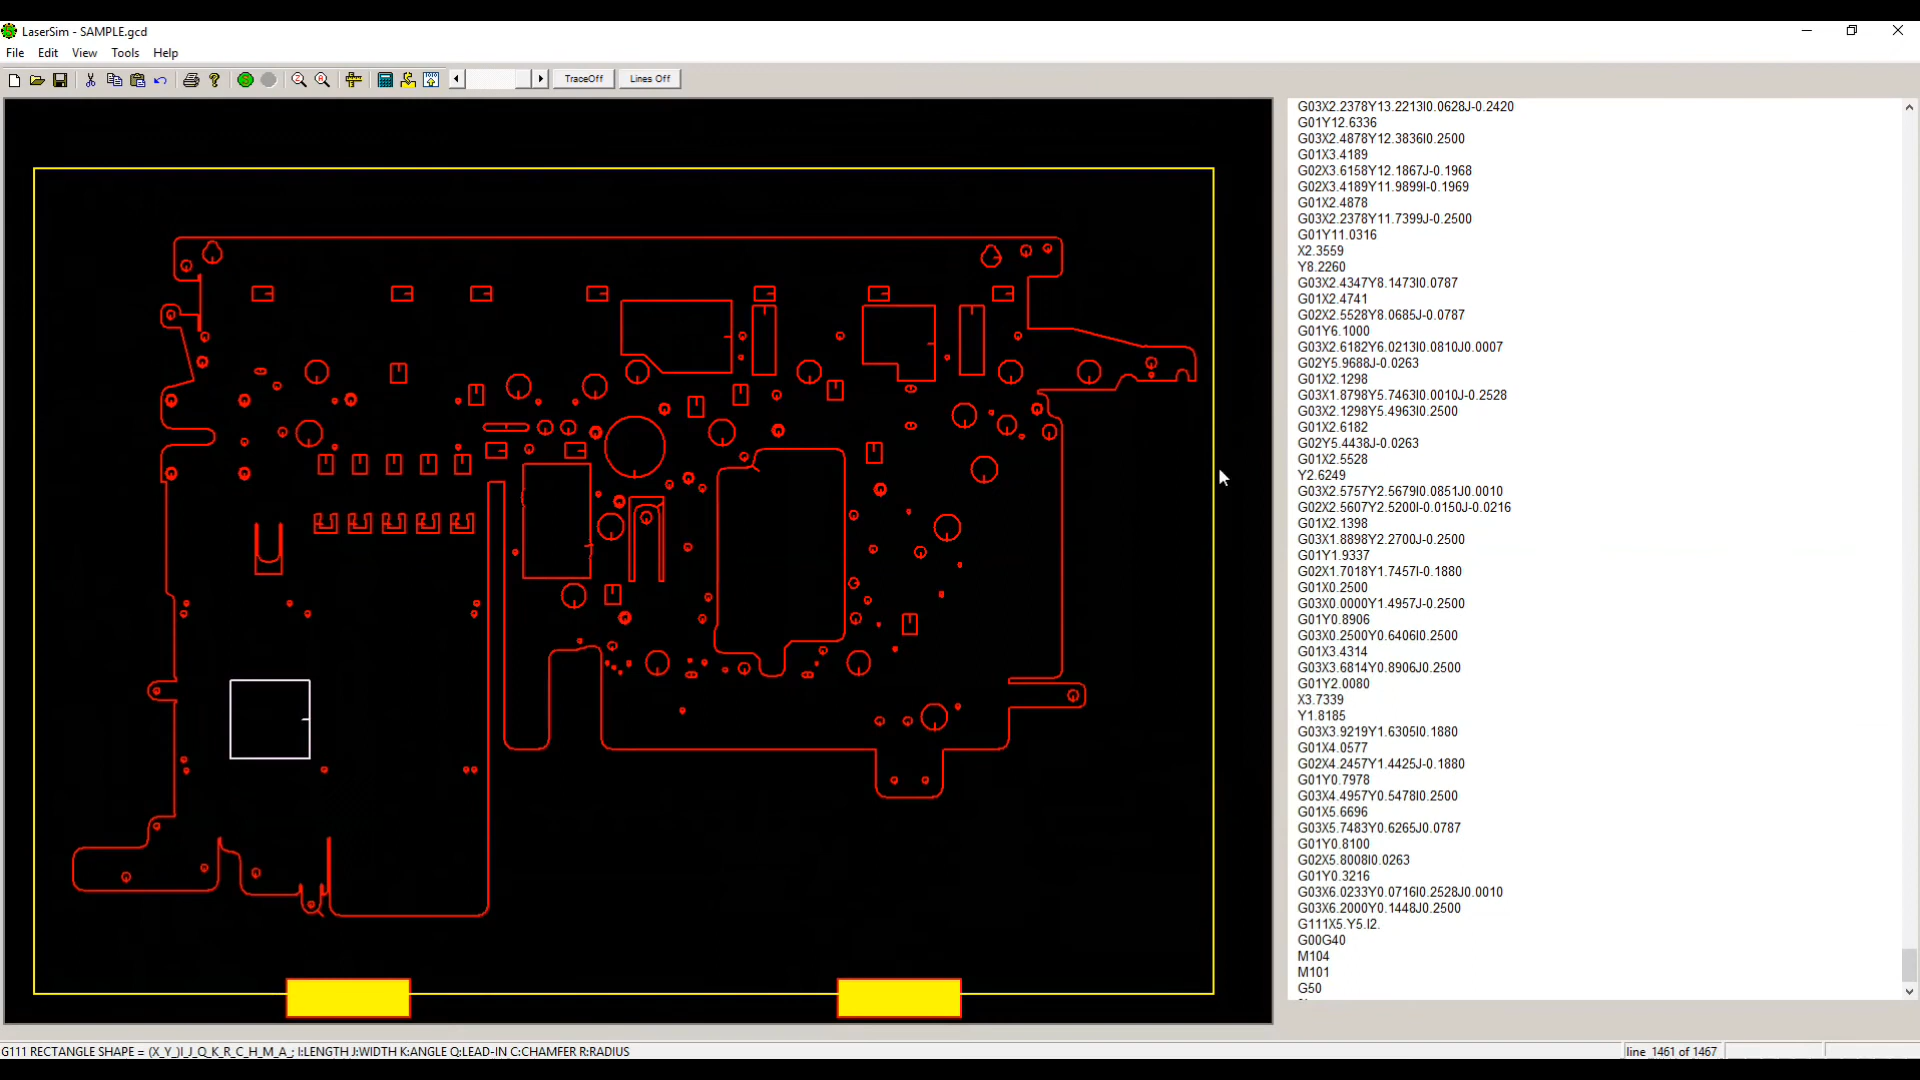 LaserSim - SAMPLE.gcd
File Edit View Tools Help
TraceOff Lines Off
G03X2.2378Y13.2213I0.0628J-0.2420
G01Y12.6336
G03X2.4878Y12.3836I0.2500
G01X3.4189
G02X3.6158Y12.1867J-0.1968
G02X3.4189Y11.9899I-0.1969
G01X2.4878
G03X2.2378Y11.7399J-0.2500
G01Y11.0316
X2.3559
Y8.2260
G03X2.4347Y8.1473I0.0787
G01X2.4741
G02X2.5528Y8.0685J-0.0787
G01Y6.1000
G03X2.6182Y6.0213I0.0810J0.0007
G02Y5.9688J-0.0263
G01X2.1298
G03X1.8798Y5.7463I0.0010J-0.2528
G03X2.1298Y5.4963I0.2500
G01X2.6182
G02Y5.4438J-0.0263
G01X2.5528
Y2.6249
G03X2.5757Y2.5679I0.0851J0.0010
G02X2.5607Y2.5200I-0.0150J-0.0216
G01X2.1398
G03X1.8898Y2.2700J-0.2500
G01Y1.9337
G02X1.7018Y1.7457I-0.1880
G01X0.2500
G03X0.0000Y1.4957J-0.2500
G01Y0.8906
G03X0.2500Y0.6406I0.2500
G01X3.4314
G03X3.6814Y0.8906J0.2500
G01Y2.0080
X3.7339
Y1.8185
G03X3.9219Y1.6305I0.1880
G01X4.0577
G02X4.2457Y1.4425J-0.1880
G01Y0.7978
G03X4.4957Y0.5478I0.2500
G01X5.6696
G03X5.7483Y0.6265J0.0787
G01Y0.8100
G02X5.8008I0.0263
G01Y0.3216
G03X6.0233Y0.0716I0.2528J0.0010
G03X6.2000Y0.1448J0.2500
G111X5.Y5.I2.
G00G40
M104
M101
G50
G111 RECTANGLE SHAPE = (X_Y_)I_J_Q_K_R_C_H_M_A_; I:LENGTH J:WIDTH K:ANGLE Q:LEAD-IN C:CHAMFER R:RADIUS
line 1461 of 1467